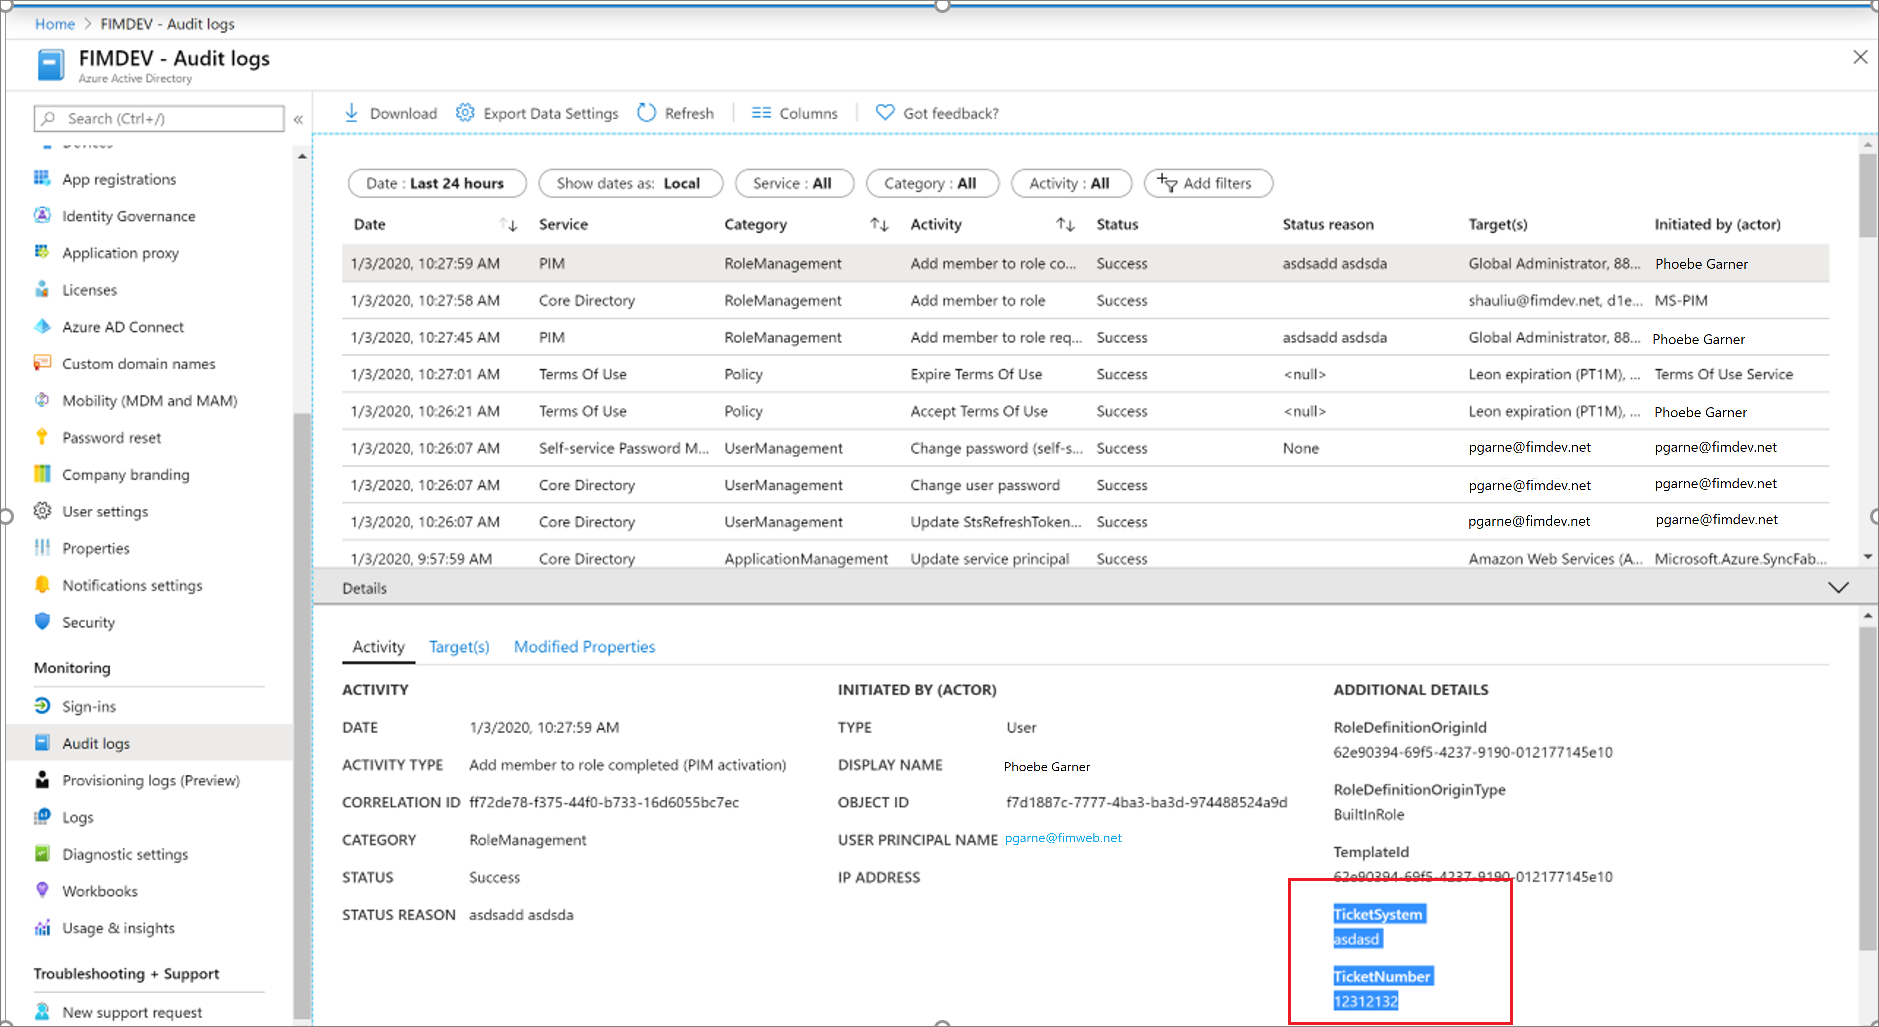 Home > FIMDEV - Audit logs
FIMDEV - Audit logs
Azure Active Directory
Search (Ctrl+/)
«
Download
Export Data Settings
Refresh
Columns
Got feedback?
Devices
App registrations
Identity Governance
Application proxy
Licenses
Azure AD Connect
Custom domain names
Mobility (MDM and MAM)
Password reset
Company branding
User settings
Properties
Notifications settings
Security
Monitoring
Sign-ins
Audit logs
Provisioning logs (Preview)
Logs
Diagnostic settings
Workbooks
Usage & insights
Troubleshooting + Support
New support request
Date : Last 24 hours
Show dates as: Local
Service : All
Category : All
Activity : All
Add filters
Date Service Category Activity Status Status reason Target(s) Initiated by (actor)
1/3/2020, 10:27:59 AM PIM RoleManagement Add member to role co... Success asdsadd asdsda Global Administrator, 88... Phoebe Garner
1/3/2020, 10:27:58 AM Core Directory RoleManagement Add member to role Success shauliu@fimdev.net, d1e... MS-PIM
1/3/2020, 10:27:45 AM PIM RoleManagement Add member to role req... Success asdsadd asdsda Global Administrator, 88... Phoebe Garner
1/3/2020, 10:27:01 AM Terms Of Use Policy Expire Terms Of Use Success <null> Leon expiration (PT1M), ... Terms Of Use Service
1/3/2020, 10:26:21 AM Terms Of Use Policy Accept Terms Of Use Success <null> Leon expiration (PT1M), ... Phoebe Garner
1/3/2020, 10:26:07 AM Self-service Password M... UserManagement Change password (self-s... Success None pgarne@fimdev.net pgarne@fimdev.net
1/3/2020, 10:26:07 AM Core Directory UserManagement Change user password Success pgarne@fimdev.net pgarne@fimdev.net
1/3/2020, 10:26:07 AM Core Directory UserManagement Update StsRefreshToken... Success pgarne@fimdev.net pgarne@fimdev.net
1/3/2020, 9:57:59 AM Core Directory ApplicationManagement Update service principal Success Amazon Web Services (A... Microsoft.Azure.SyncFab...
Details
Activity Target(s) Modified Properties
ACTIVITY
DATE 1/3/2020, 10:27:59 AM
ACTIVITY TYPE Add member to role completed (PIM activation)
CORRELATION ID ff72de78-f375-44f0-b733-16d6055bc7ec
CATEGORY RoleManagement
STATUS Success
STATUS REASON asdsadd asdsda
INITIATED BY (ACTOR)
TYPE User
DISPLAY NAME Phoebe Garner
OBJECT ID f7d1887c-7777-4ba3-ba3d-974488524a9d
USER PRINCIPAL NAME pgarne@fimweb.net
IP ADDRESS
ADDITIONAL DETAILS
RoleDefinitionOriginId
62e90394-69f5-4237-9190-012177145e10
RoleDefinitionOriginType
BuiltInRole
TemplateId
62e90394-69f5-4237-9190-012177145e10
TicketSystem
asdasd
TicketNumber
12312132